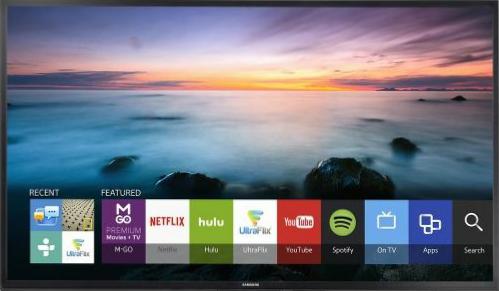 RECENT
FEATURED
UltraFlix
M
GO
PREMIUM
Movies + TV
M-GO
NETFLIX
Netflix
hulu
Hulu
UltraFlix
UltraFlix
YouTube
YouTube
Spotify
On TV
Apps
Search
SAMSUNG